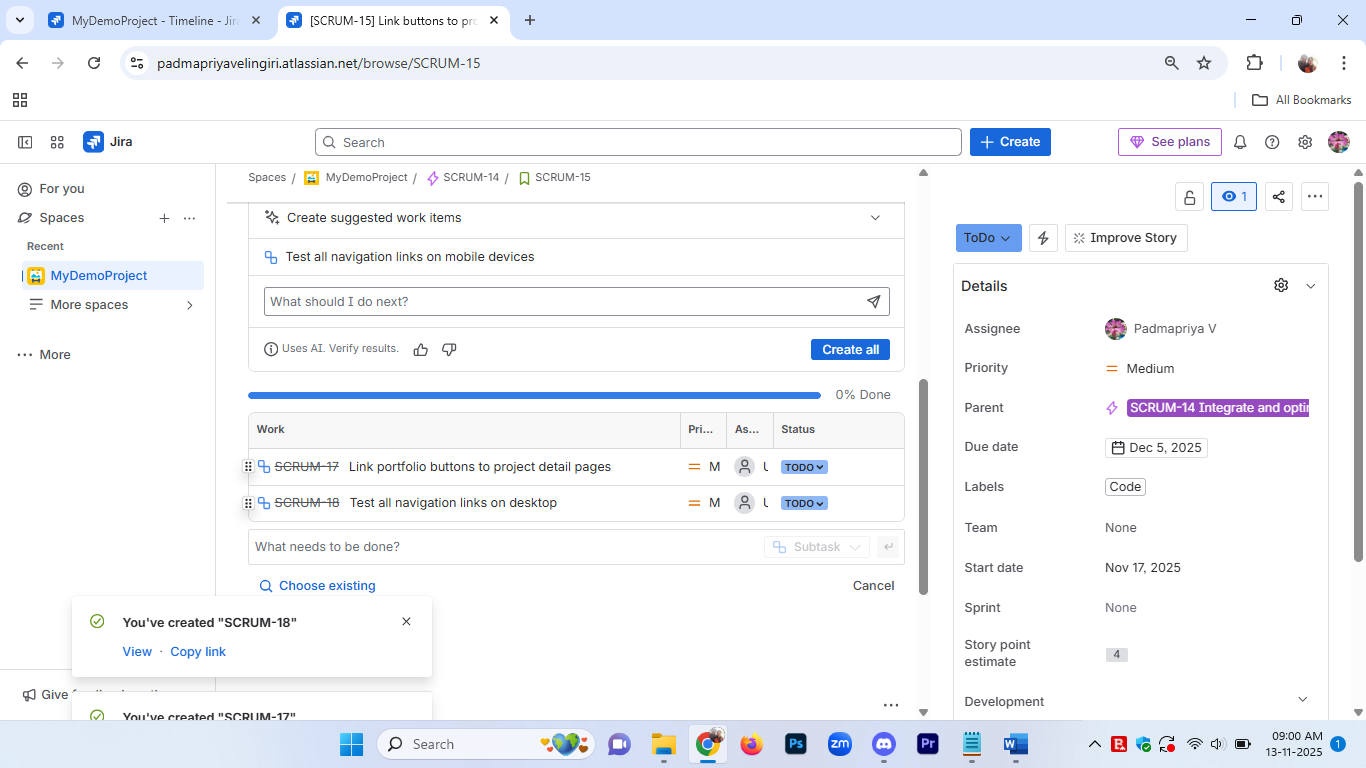 MyDemoProject - Timeline - Jir
[SCRUM-15] Link buttons to pro
padmapriyavelingiri.atlassian.net/browse/SCRUM-15
All Bookmarks
Jira
Search
Create
See plans
For you
Spaces
Recent
MyDemoProject
More spaces
More
Give
Spaces / MyDemoProject / SCRUM-14 / SCRUM-15
Create suggested work items
Test all navigation links on mobile devices
What should I do next?
Uses AI. Verify results.
Create all
0% Done
Work Pri... As... Status
SCRUM-17 Link portfolio buttons to project detail pages M U TODO
SCRUM-18 Test all navigation links on desktop M U TODO
What needs to be done? Subtask
Choose existing Cancel
You've created "SCRUM-18"
View · Copy link
You've created "SCRUM-17"
1
ToDo
Improve Story
Details
Assignee Padmapriya V
Priority Medium
Parent SCRUM-14 Integrate and optim
Due date Dec 5, 2025
Labels Code
Team None
Start date Nov 17, 2025
Sprint None
Story point
estimate 4
Development
Search
Ps
zm
Pr
W
09:00 AM
13-11-2025
1